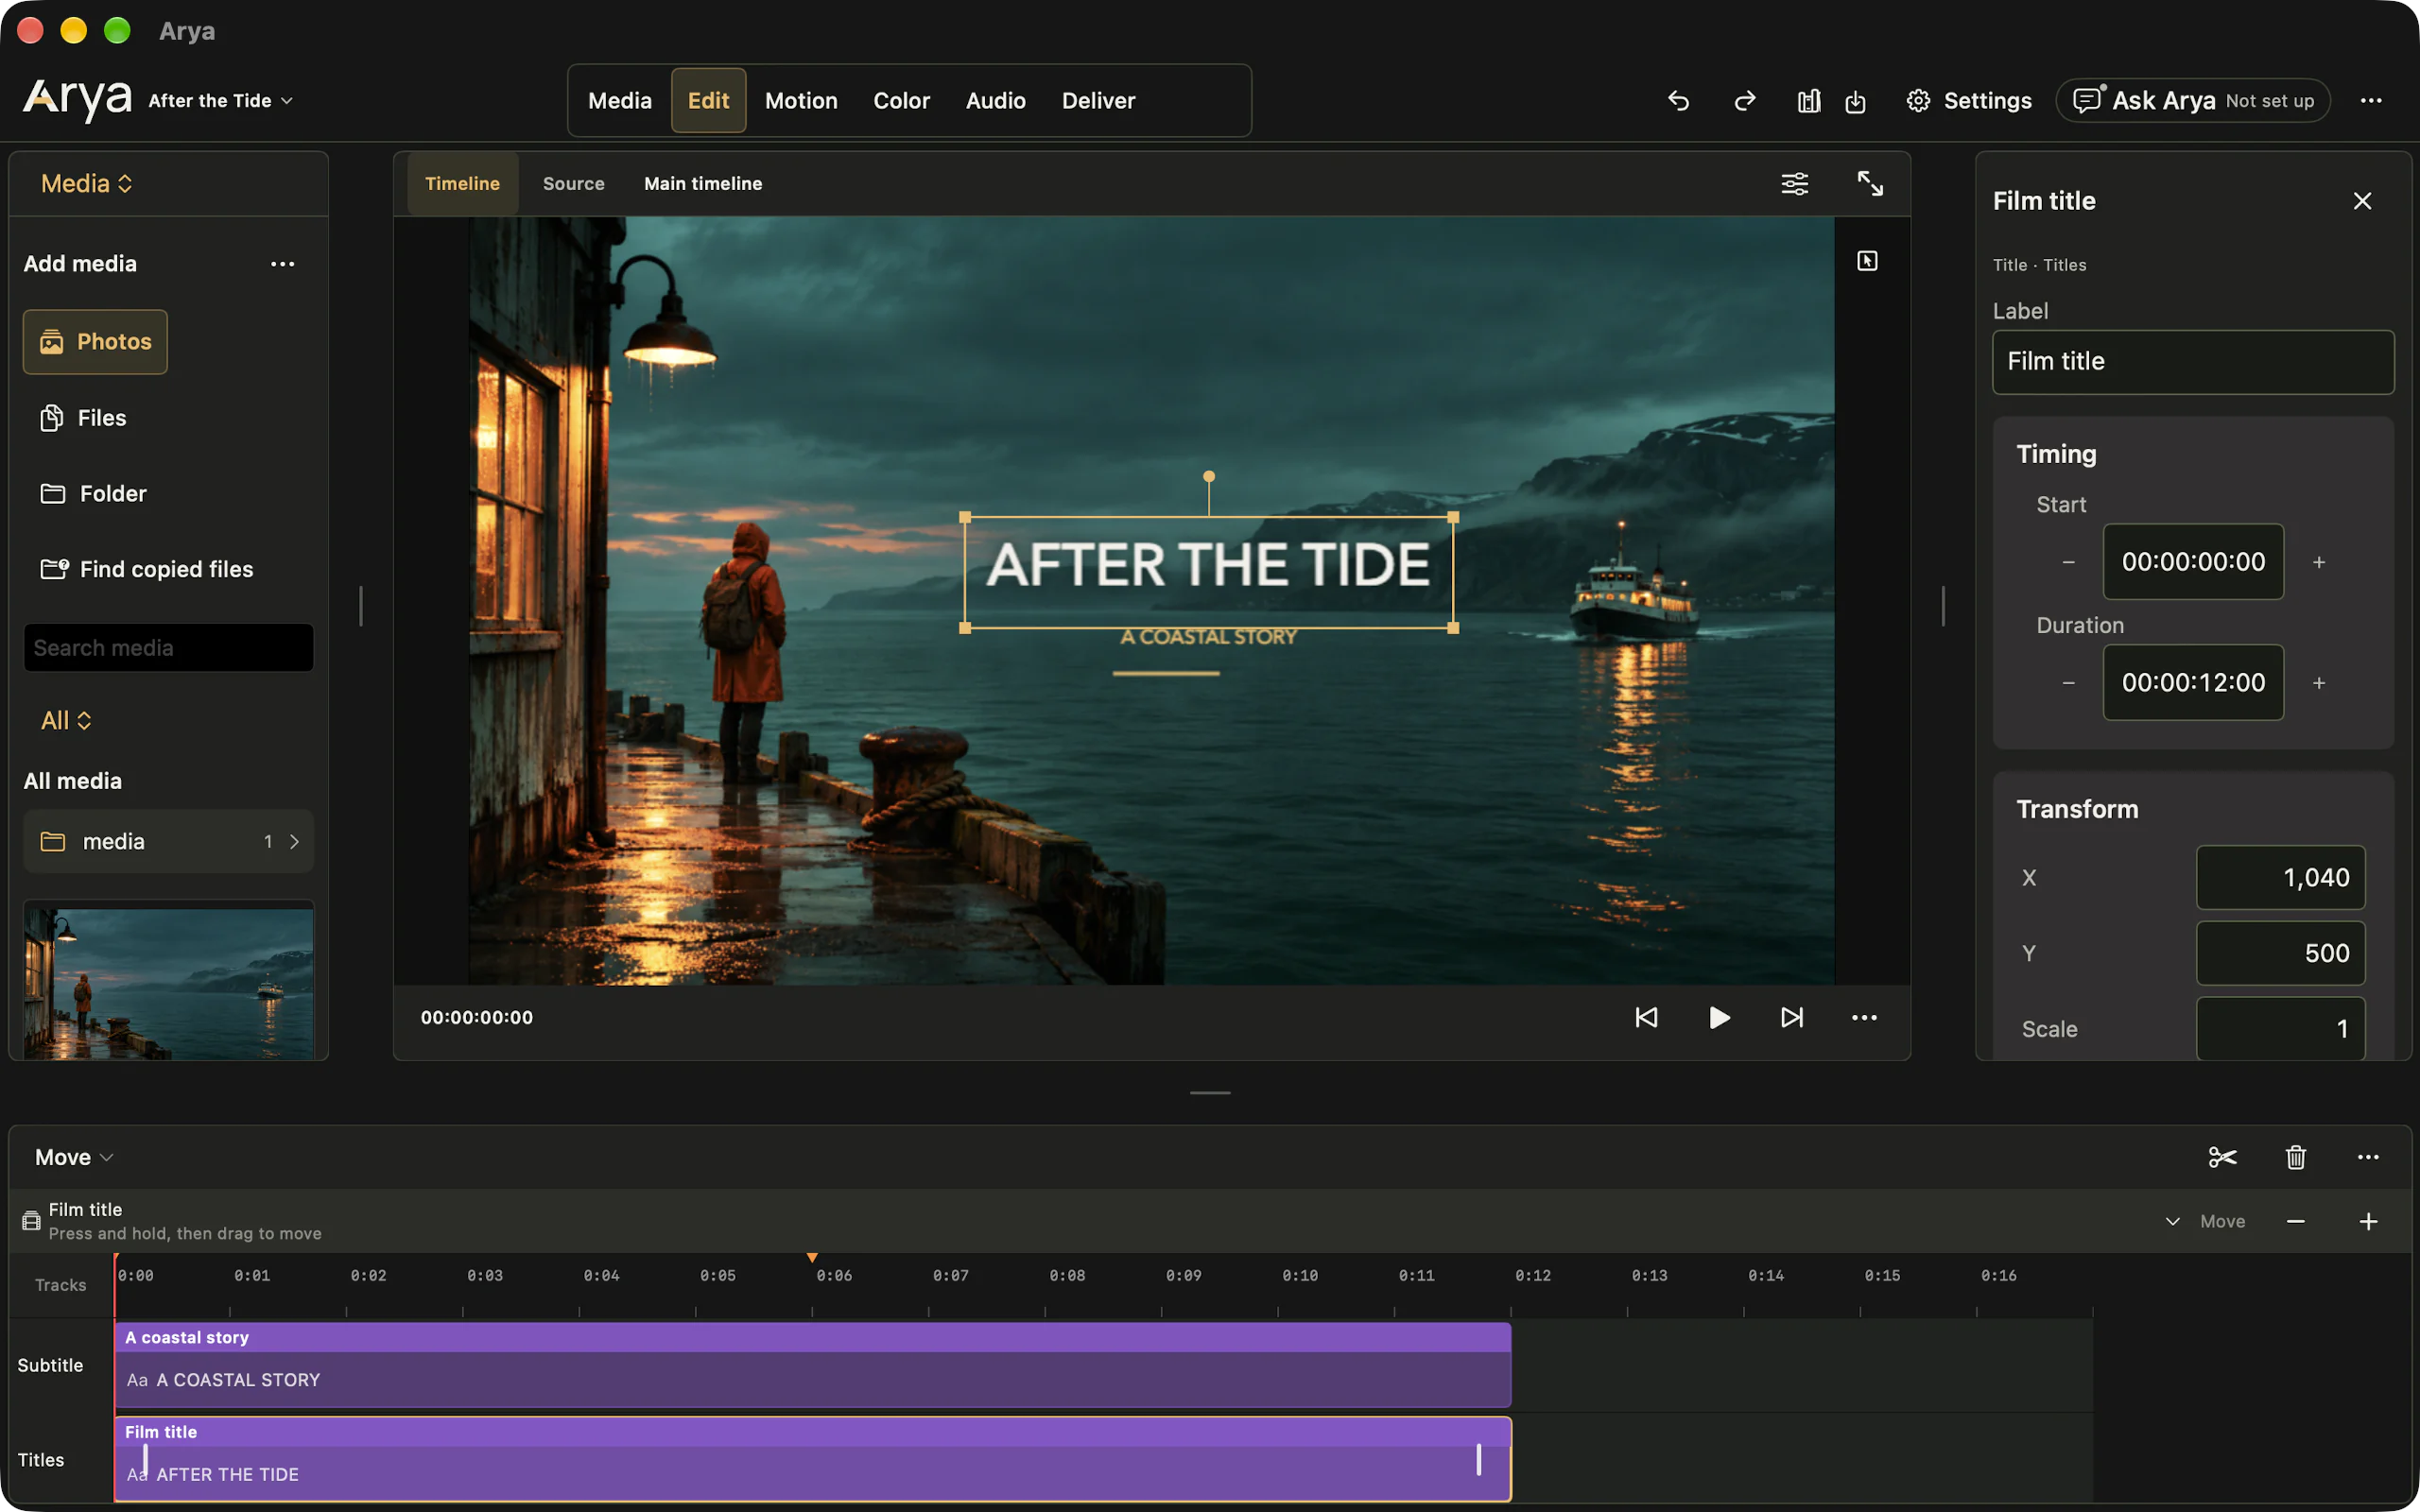 Arya
Arya After the Tide
Media Edit Motion Color Audio Deliver
Settings Ask Arya Not set up
Media
Add media
Photos
Files
Folder
Find copied files
Search media
All
All media
media 1
Timeline Source Main timeline
AFTER THE TIDE
A COASTAL STORY
00:00:00:00
Film title
Title · Titles
Label
Film title
Timing
Start
− 00:00:00:00 +
Duration
− 00:00:12:00 +
Transform
X 1,040
Y 500
Scale 1
Move
Film title
Press and hold, then drag to move
Move
Tracks 0:00 0:01 0:02 0:03 0:04 0:05 0:06 0:07 0:08 0:09 0:10 0:11 0:12 0:13 0:14 0:15 0:16
A coastal story
Subtitle
Aa A COASTAL STORY
Film title
Titles
Aa AFTER THE TIDE